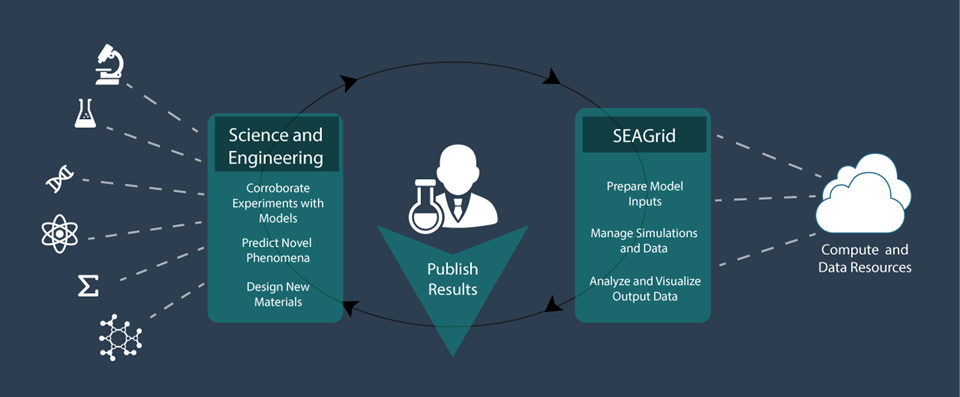 Science and
Engineering
Corroborate
Experiments with
Models
Predict Novel
Phenomena
Design New
Materials
Publish
Results
SEAGrid
Prepare Model
Inputs
Manage Simulations
and Data
Analyze and Visualize
Output Data
Compute and
Data Resources
Σ